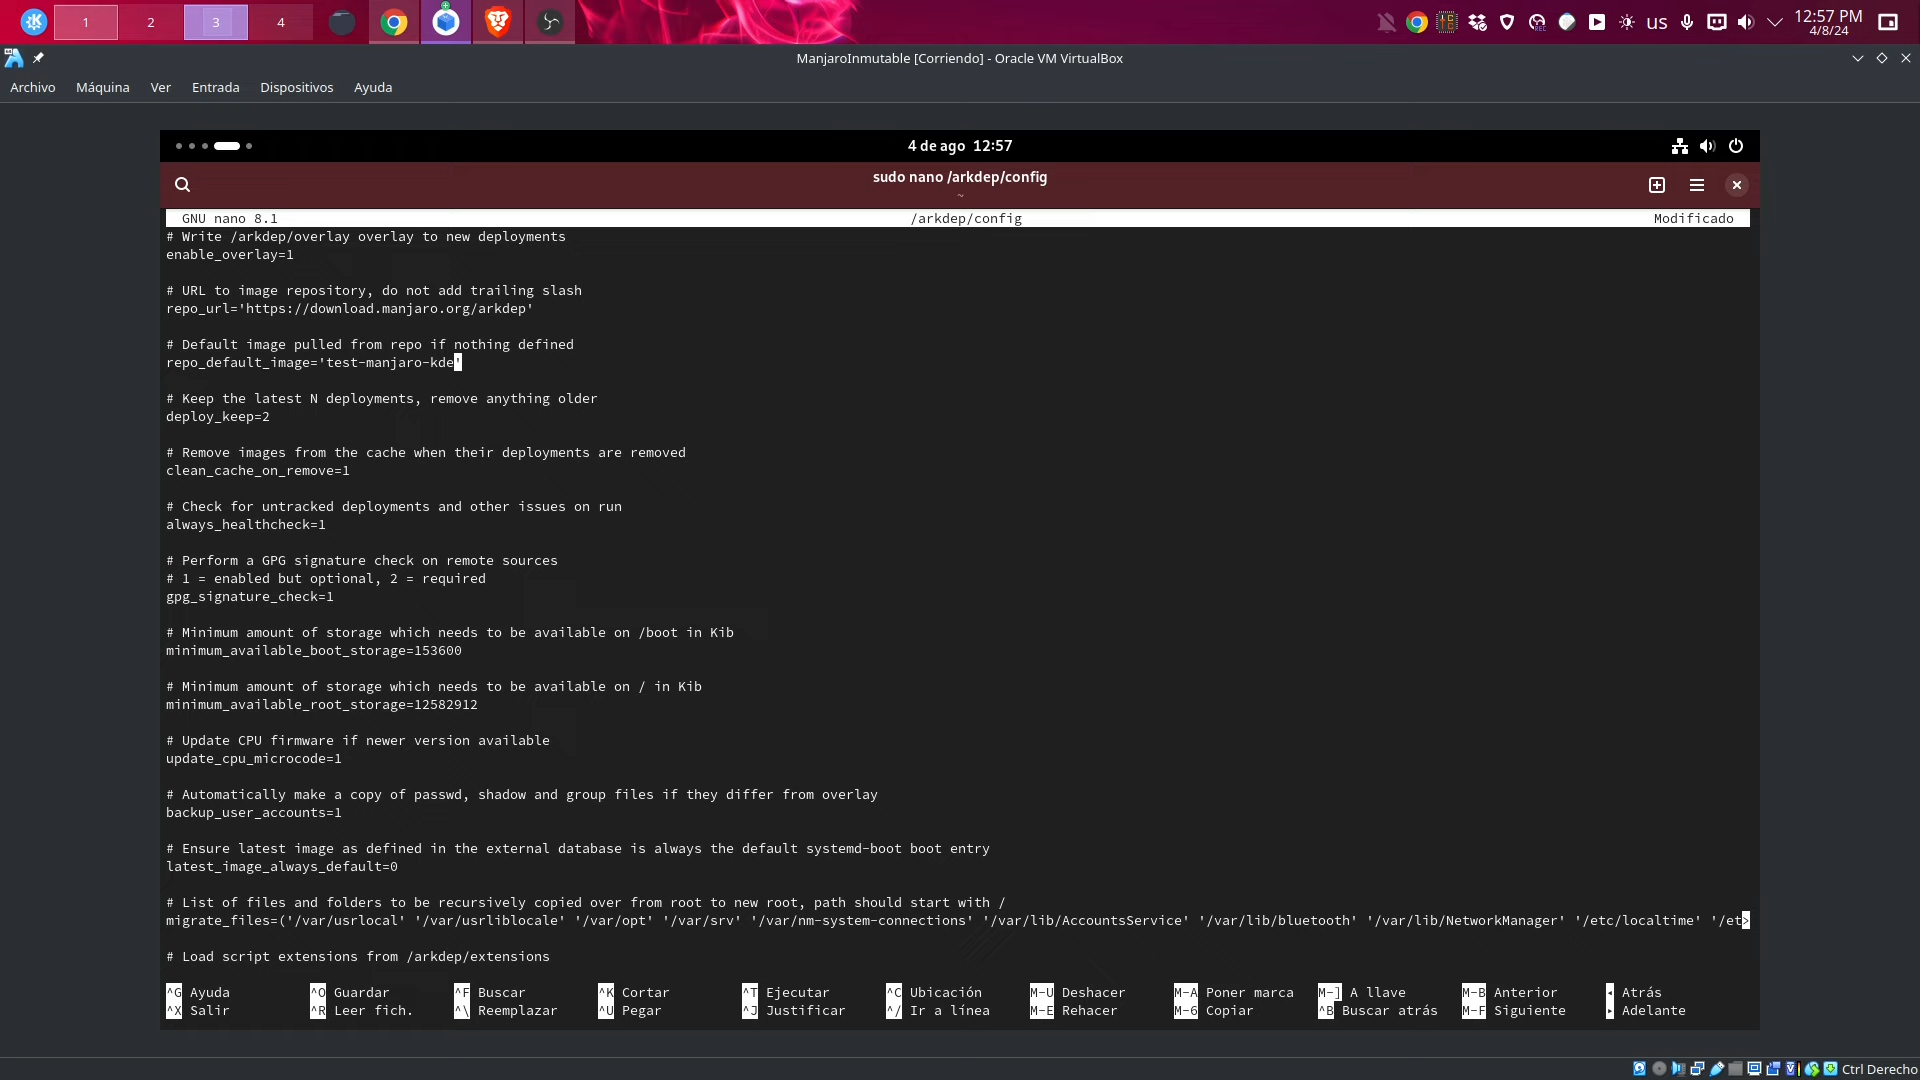 1 2 3 4 us 12:57 PM
4/8/24
ManjaroInmutable [Corriendo] - Oracle VM VirtualBox
Archivo Máquina Ver Entrada Dispositivos Ayuda
4 de ago 12:57
sudo nano /arkdep/config
~
GNU nano 8.1 /arkdep/config Modificado
# Write /arkdep/overlay overlay to new deployments
enable_overlay=1
# URL to image repository, do not add trailing slash
repo_url='https://download.manjaro.org/arkdep'
# Default image pulled from repo if nothing defined
repo_default_image='test-manjaro-kde'
# Keep the latest N deployments, remove anything older
deploy_keep=2
# Remove images from the cache when their deployments are removed
clean_cache_on_remove=1
# Check for untracked deployments and other issues on run
always_healthcheck=1
# Perform a GPG signature check on remote sources
# 1 = enabled but optional, 2 = required
gpg_signature_check=1
# Minimum amount of storage which needs to be available on /boot in Kib
minimum_available_boot_storage=153600
# Minimum amount of storage which needs to be available on / in Kib
minimum_available_root_storage=12582912
# Update CPU firmware if newer version available
update_cpu_microcode=1
# Automatically make a copy of passwd, shadow and group files if they differ from overlay
backup_user_accounts=1
# Ensure latest image as defined in the external database is always the default systemd-boot boot entry
latest_image_always_default=0
# List of files and folders to be recursively copied over from root to new root, path should start with /
migrate_files=('/var/usrlocal' '/var/usrliblocale' '/var/opt' '/var/srv' '/var/nm-system-connections' '/var/lib/AccountsService' '/var/lib/bluetooth' '/var/lib/NetworkManager' '/etc/localtime' '/et>
# Load script extensions from /arkdep/extensions
^G Ayuda ^O Guardar ^F Buscar ^K Cortar ^T Ejecutar ^C Ubicación M-U Deshacer M-A Poner marca M-] A llave M-B Anterior ◂ Atrás
^X Salir ^R Leer fich. ^\ Reemplazar ^U Pegar ^J Justificar ^/ Ir a línea M-E Rehacer M-6 Copiar ^B Buscar atrás M-F Siguiente ▸ Adelante
Ctrl Derecho